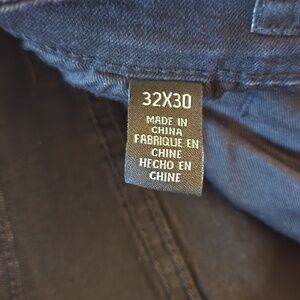 32X30
MADE IN
CHINA
FABRIQUE EN
CHINE
HECHO EN
CHINE